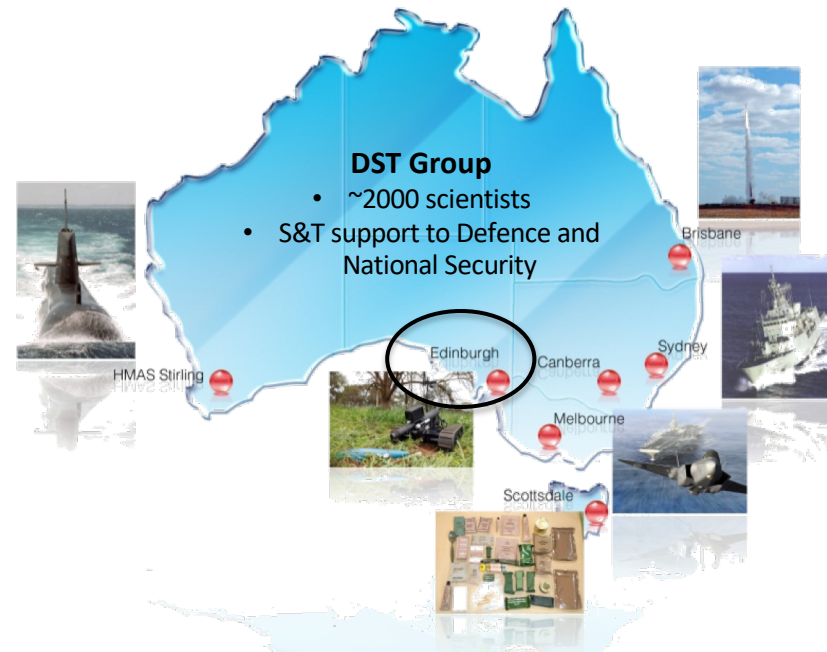 DST Group
• ~2000 scientists
• S&T support to Defence and
National Security
Brisbane
Edinburgh
Canberra
Sydney
HMAS Stirling
Melbourne
Scottsdale